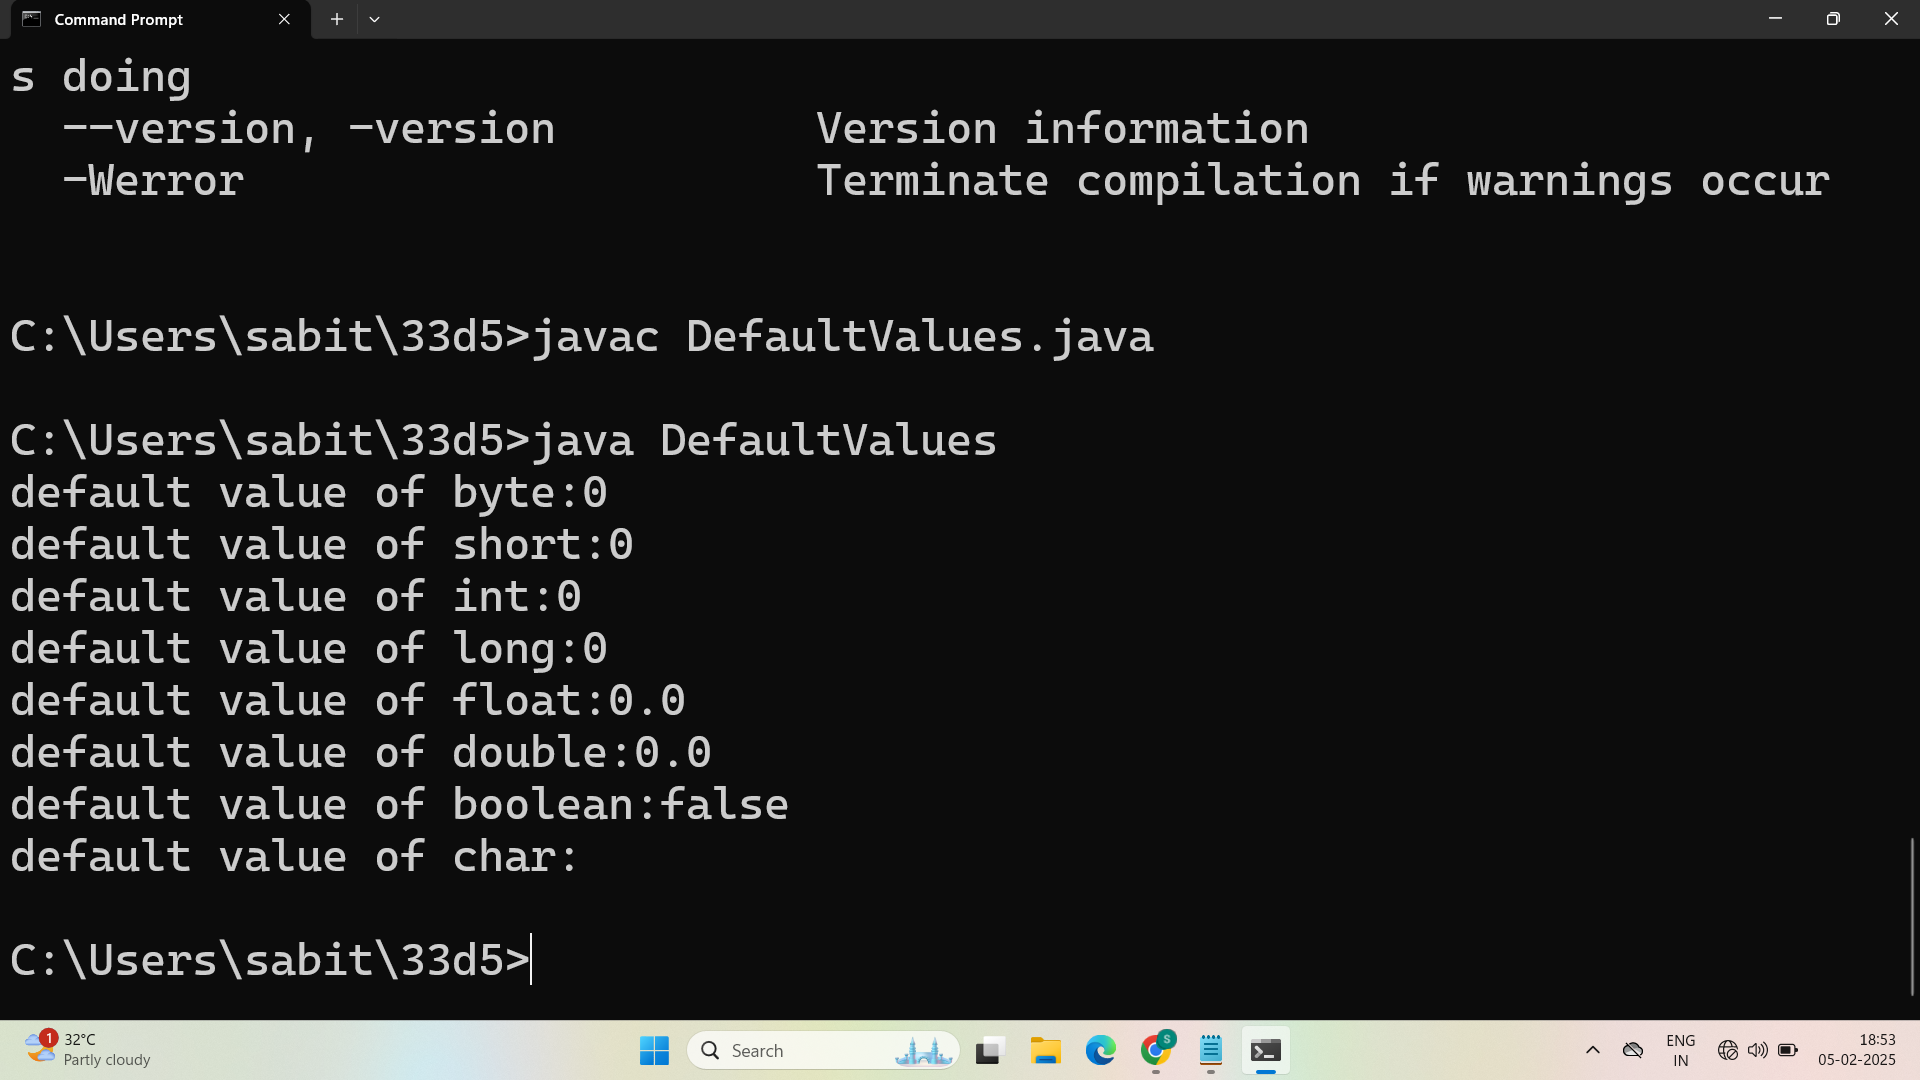 Command Prompt
s doing
--version, -version Version information
-Werror Terminate compilation if warnings occur
C:\Users\sabit\33d5>javac DefaultValues.java
C:\Users\sabit\33d5>java DefaultValues
default value of byte:0
default value of short:0
default value of int:0
default value of long:0
default value of float:0.0
default value of double:0.0
default value of boolean:false
default value of char:
C:\Users\sabit\33d5>
1
32°C
Partly cloudy
Search
S
ENG
IN
18:53
05-02-2025